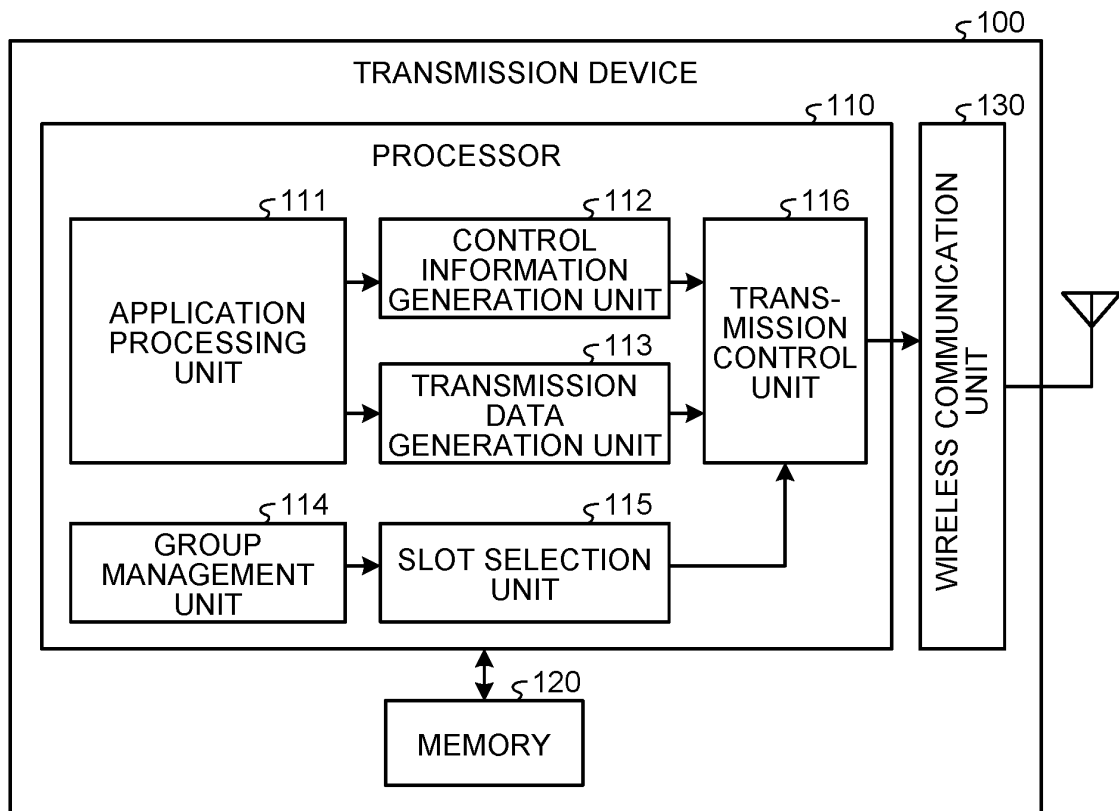 100
TRANSMISSION DEVICE
110
130
PROCESSOR
111
112
116
APPLICATION
PROCESSING
UNIT
CONTROL
INFORMATION
GENERATION UNIT
113
TRANSMISSION
DATA
GENERATION UNIT
TRANS-
MISSION
CONTROL
UNIT
WIRELESS COMMUNICATION
UNIT
114
115
GROUP
MANAGEMENT
UNIT
SLOT SELECTION
UNIT
120
MEMORY